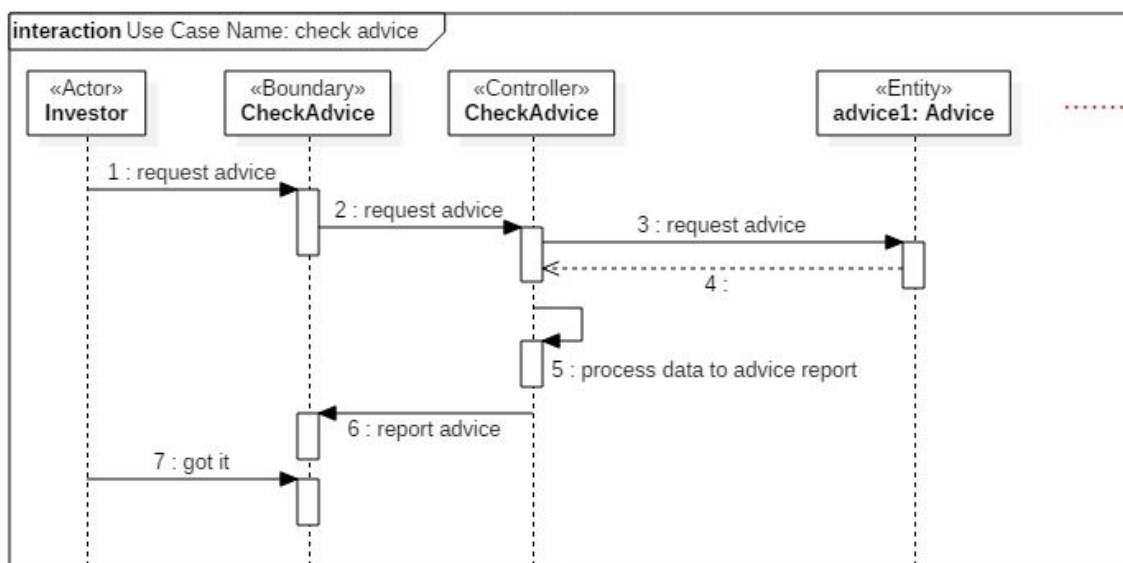 interaction Use Case Name: check advice
«Actor»
Investor
«Boundary»
CheckAdvice
«Controller»
CheckAdvice
«Entity»
advice1: Advice
1 : request advice
2 : request advice
3 : request advice
4 :
5 : process data to advice report
6 : report advice
7 : got it